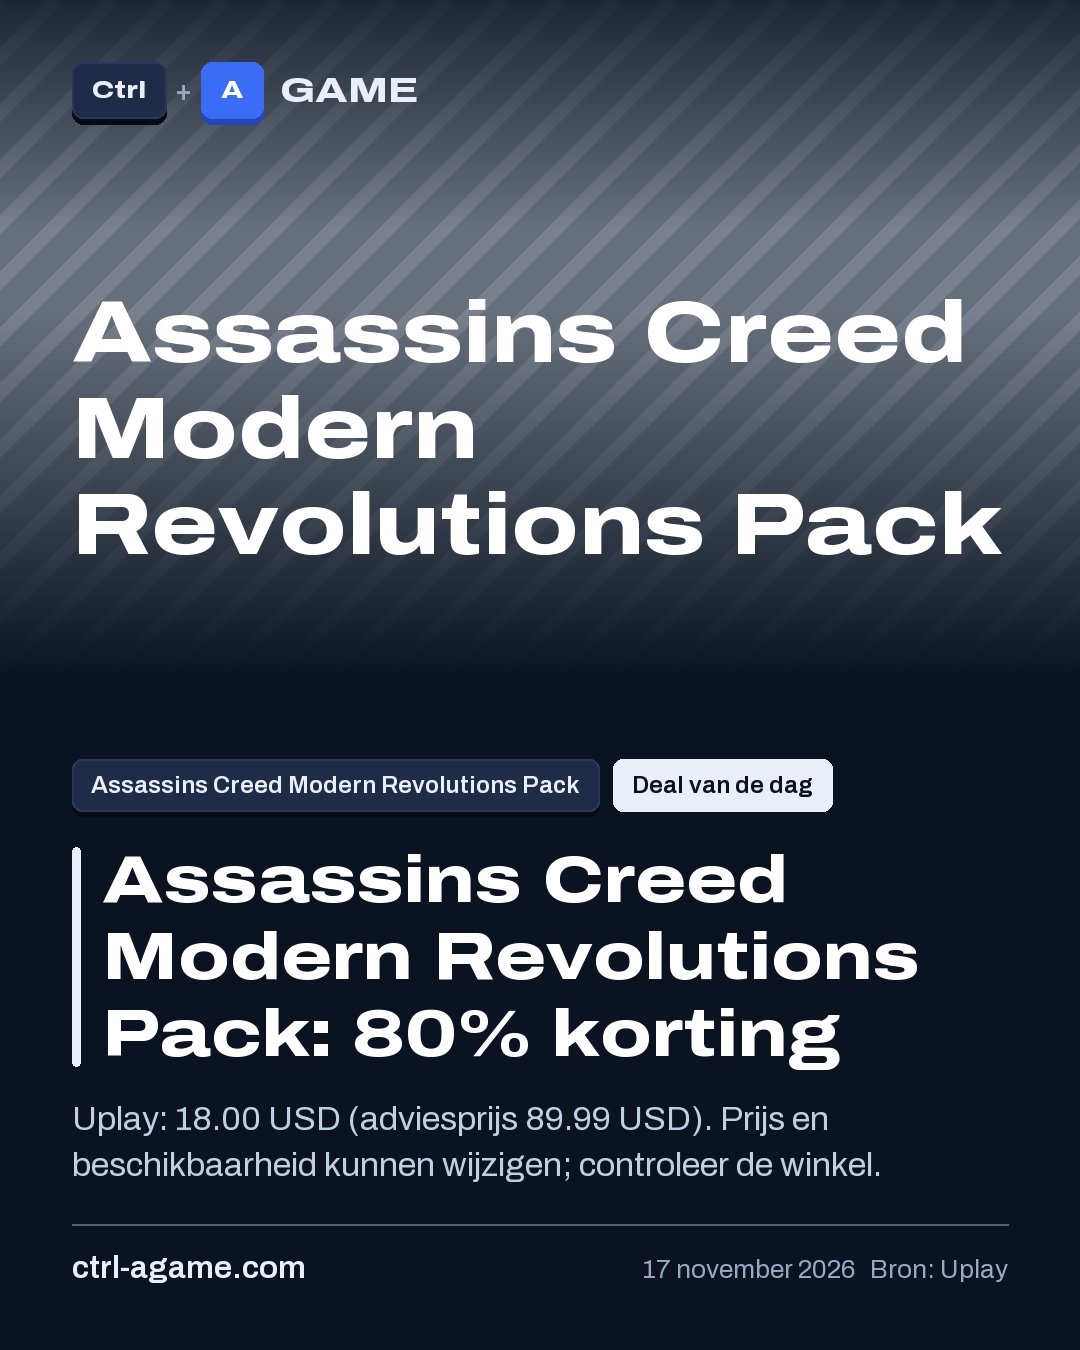 Ctrl + A GAME
Assassins Creed
Modern
Revolutions Pack
Assassins Creed Modern Revolutions Pack Deal van de dag
Assassins Creed
Modern Revolutions
Pack: 80% korting
Uplay: 18.00 USD (adviesprijs 89.99 USD). Prijs en
beschikbaarheid kunnen wijzigen; controleer de winkel.
ctrl-agame.com 17 november 2026 Bron: Uplay